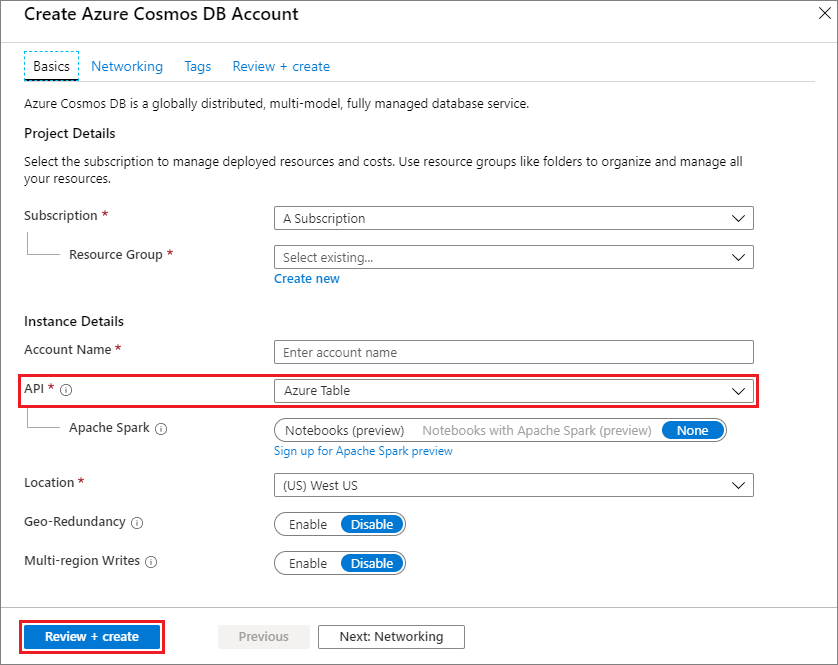 Create Azure Cosmos DB Account
Basics Networking Tags Review + create
Azure Cosmos DB is a globally distributed, multi-model, fully managed database service.
Project Details
Select the subscription to manage deployed resources and costs. Use resource groups like folders to organize and manage all
your resources.
Subscription * A Subscription
Resource Group * Select existing...
Create new
Instance Details
Account Name * Enter account name
API * Azure Table
Apache Spark Notebooks (preview) Notebooks with Apache Spark (preview) None
Sign up for Apache Spark preview
Location * (US) West US
Geo-Redundancy Enable Disable
Multi-region Writes Enable Disable
Review + create Previous Next: Networking